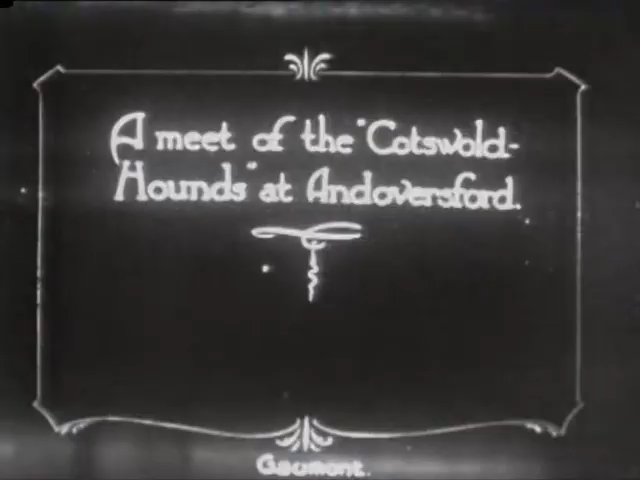 A meet of the "Cotswold-
Hounds" at Andoversford.
Gaumont.